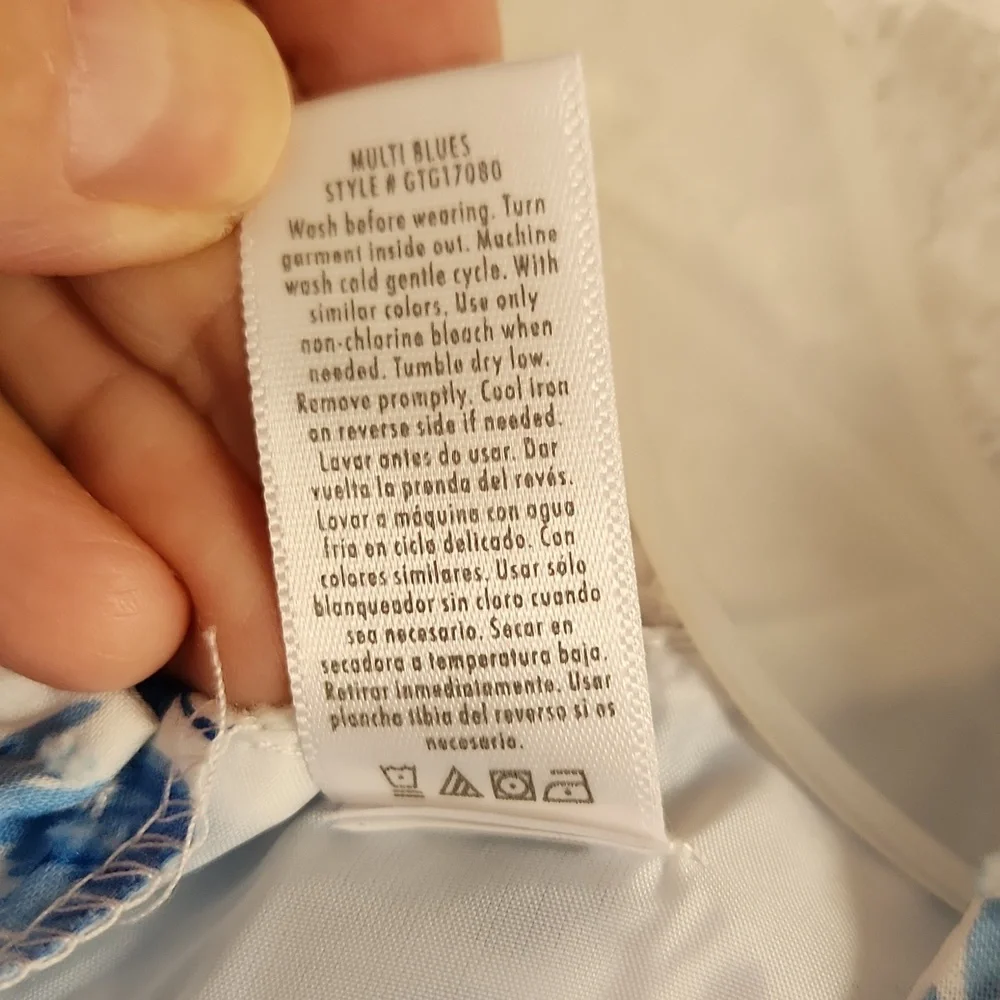 MULTI BLUES
STYLE # GTG17080
Wash before wearing. Turn
garment inside out. Machine
wash cold gentle cycle. With
similar colors. Use only
non-chlorine bleach when
needed. Tumble dry low.
Remove promptly. Cool iron
on reverse side if needed.
Lavar antes de usar. Dar
vuelta la prenda del revés.
Lavar a máquina con agua
fría en ciclo delicado. Con
colores similares. Usar sólo
blanqueador sin cloro cuando
sea necesario. Secar en
secadora a temperatura baja.
Retirar inmediatamente. Usar
plancha tibia del reverso si es
necesario.